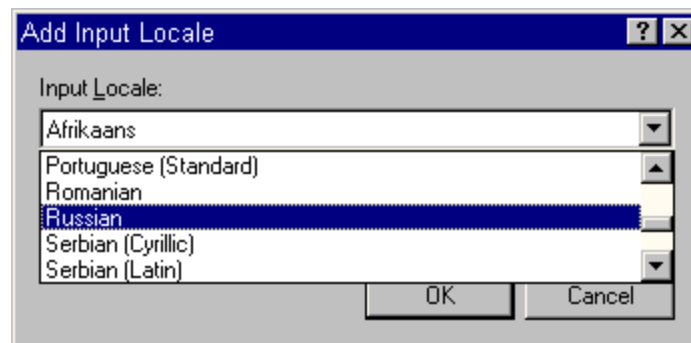 Add Input Locale
Input Locale:
Afrikaans
Portuguese (Standard)
Romanian
Russian
Serbian (Cyrillic)
Serbian (Latin)
OK Cancel